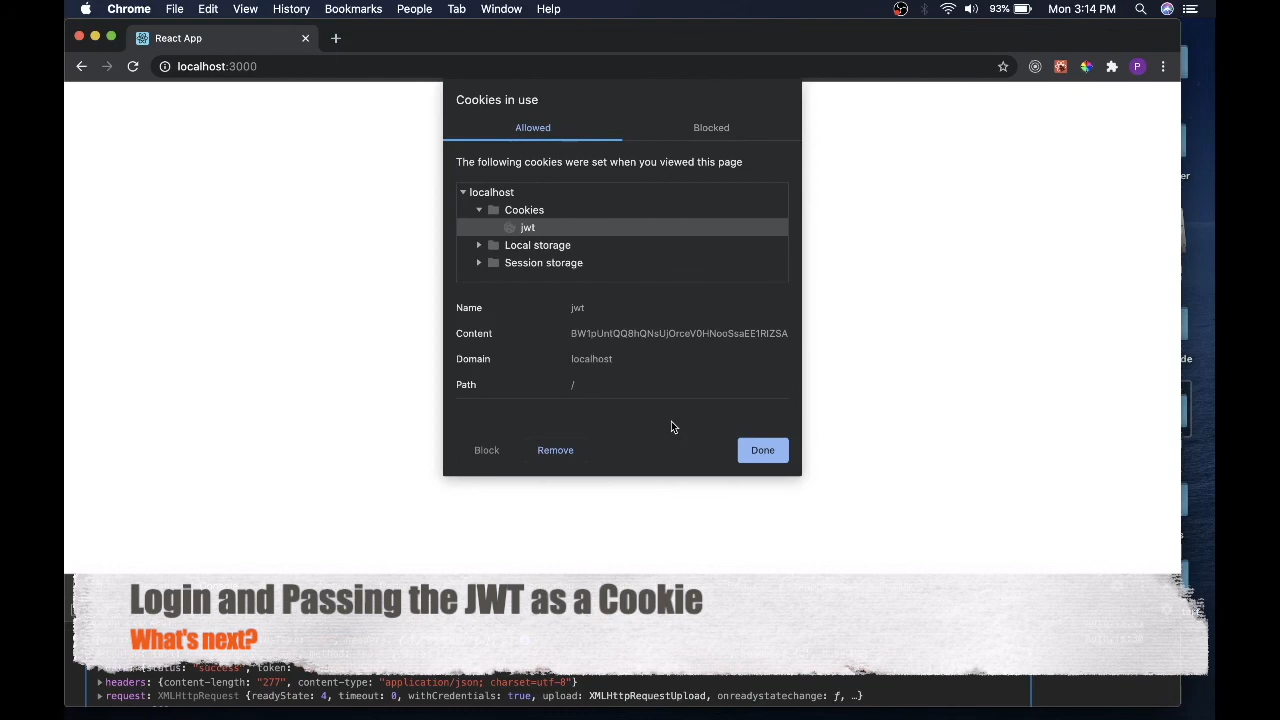 Chrome File Edit View History Bookmarks People Tab Window Help 93% Mon 3:14 PM
React App
localhost:3000 P
Cookies in use
Allowed Blocked
The following cookies were set when you viewed this page
localhost
Cookies
jwt
Local storage
Session storage
Name jwt
Content BW1pUntQQ8hQNsUjOrceV0HNooSsaEE1RIZSA
Domain localhost
Path /
Block Remove Done
Login and Passing the JWT as a Cookie
What's next?
{status: "success", token:
headers: {content-length: "277", content-type: "application/json; charset=utf-8"}
request: XMLHttpRequest {readyState: 4, timeout: 0, withCredentials: true, upload: XMLHttpRequestUpload, onreadystatechange: ƒ, …}